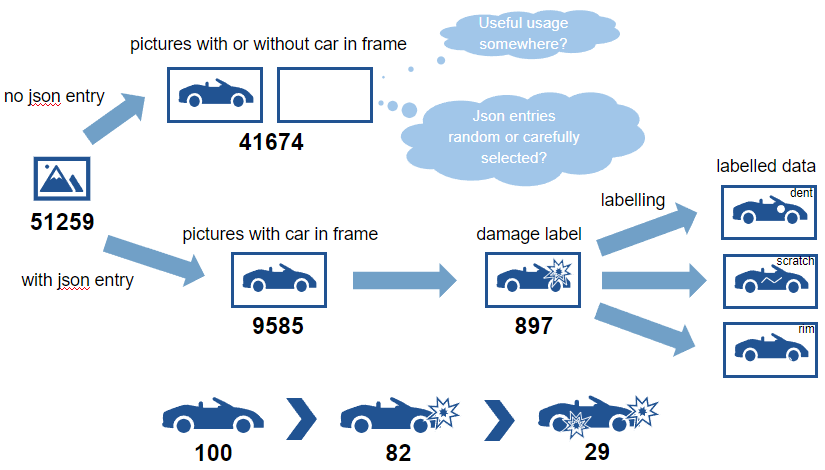 Useful usage
somewhere?
pictures with or without car in frame
no json entry
41674
Json entries
random or carefully
selected?
51259
labelled data
dent
labelling
pictures with car in frame
damage label
with json entry
scratch
9585
897
rim
100
82
29